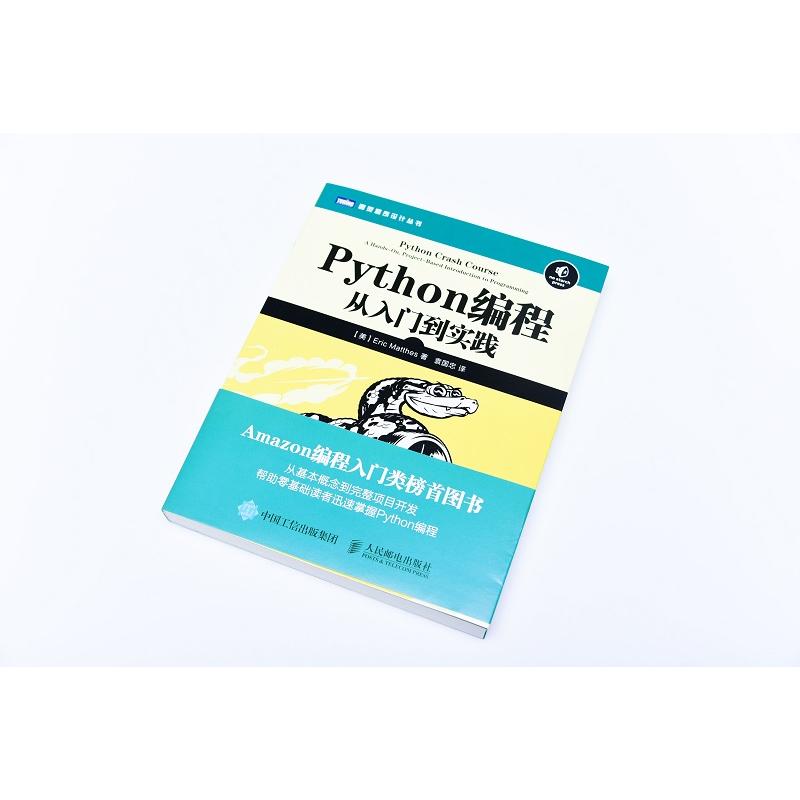 TURING 图灵程序设计丛书
Python Crash Course
A Hands-On, Project-Based Introduction to Programming
no starch
press
Python编程
从入门到实践
【美】Eric Matthes 著 袁国忠 译
Amazon编程入门类榜首图书
从基本概念到完整项目开发
帮助零基础读者迅速掌握Python编程
中国工信出版集团 人民邮电出版社
POSTS & TELECOM PRESS